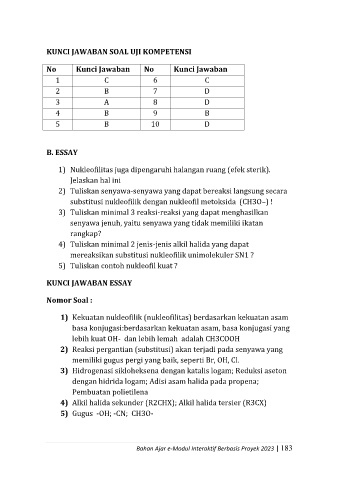 KUNCI JAWABAN SOAL UJI KOMPETENSI
No Kunci Jawaban No Kunci Jawaban
1 C 6 C
2 B 7 D
3 A 8 D
4 B 9 B
5 B 10 D
B. ESSAY
1) Nukleofilitas juga dipengaruhi halangan ruang (efek sterik).
Jelaskan hal ini
2) Tuliskan senyawa-senyawa yang dapat bereaksi langsung secara
substitusi nukleofilik dengan nukleofil metoksida (CH3O–) !
3) Tuliskan minimal 3 reaksi-reaksi yang dapat menghasilkan
senyawa jenuh, yaitu senyawa yang tidak memiliki ikatan
rangkap?
4) Tuliskan minimal 2 jenis-jenis alkil halida yang dapat
mereaksikan substitusi nukleofilik unimolekuler SN1 ?
5) Tuliskan contoh nukleofil kuat ?
KUNCI JAWABAN ESSAY
Nomor Soal :
1) Kekuatan nukleofilik (nukleofilitas) berdasarkan kekuatan asam
basa konjugasi:berdasarkan kekuatan asam, basa konjugasi yang
lebih kuat OH- dan lebih lemah adalah CH3COOH
2) Reaksi pergantian (substitusi) akan terjadi pada senyawa yang
memiliki gugus pergi yang baik, seperti Br, OH, Cl.
3) Hidrogenasi sikloheksena dengan katalis logam; Reduksi aseton
dengan hidrida logam; Adisi asam halida pada propena;
Pembuatan polietilena
4) Alkil halida sekunder (R2CHX); Alkil halida tersier (R3CX)
5) Gugus -OH; -CN; CH3O-
Bahan Ajar e-Modul Interaktif Berbasis Proyek 2023 | 183